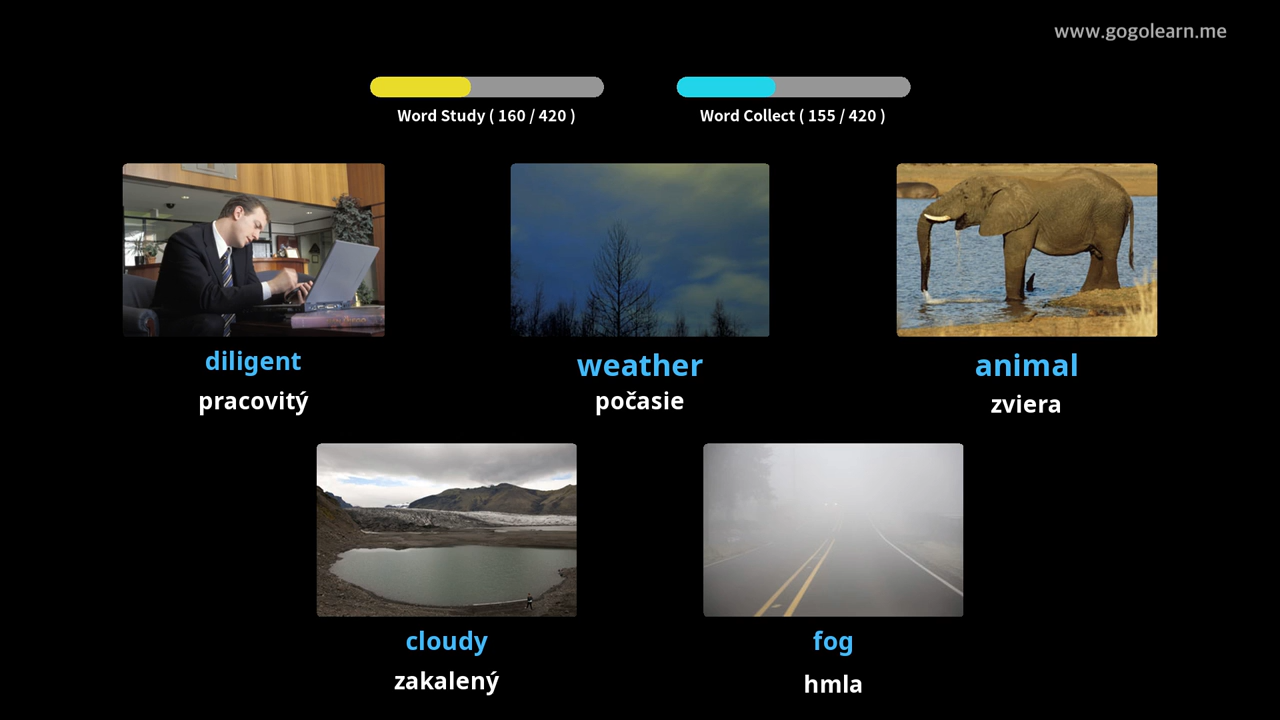 www.gogolearn.me
Word Study ( 160 / 420 )
Word Collect ( 155 / 420 )
diligent
pracovitý
weather
počasie
animal
zviera
cloudy
zakalený
fog
hmla